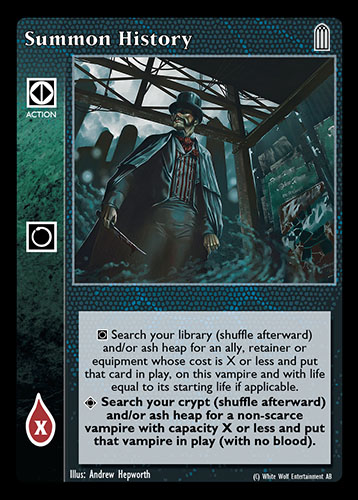 Summon History
ACTION
Search your library (shuffle afterward)
and/or ash heap for an ally, retainer or
equipment whose cost is X or less and put
that card in play, on this vampire and with life
equal to its starting life if applicable.
Search your crypt (shuffle afterward)
and/or ash heap for a non-scarce
vampire with capacity X or less and put
that vampire in play (with no blood).
X
Illus: Andrew Hepworth
(C) White Wolf Entertainment AB